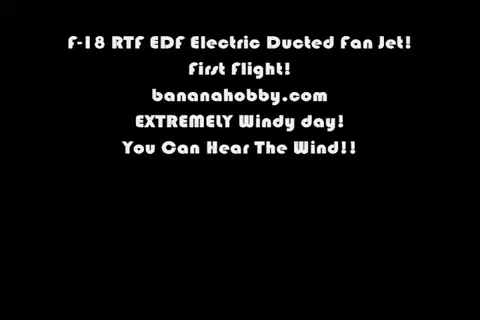 F-18 RTF EDF Electric Ducted Fan Jet!
First Flight!
bananahobby.com
EXTREMELY Windy day!
You Can Hear The Wind!!